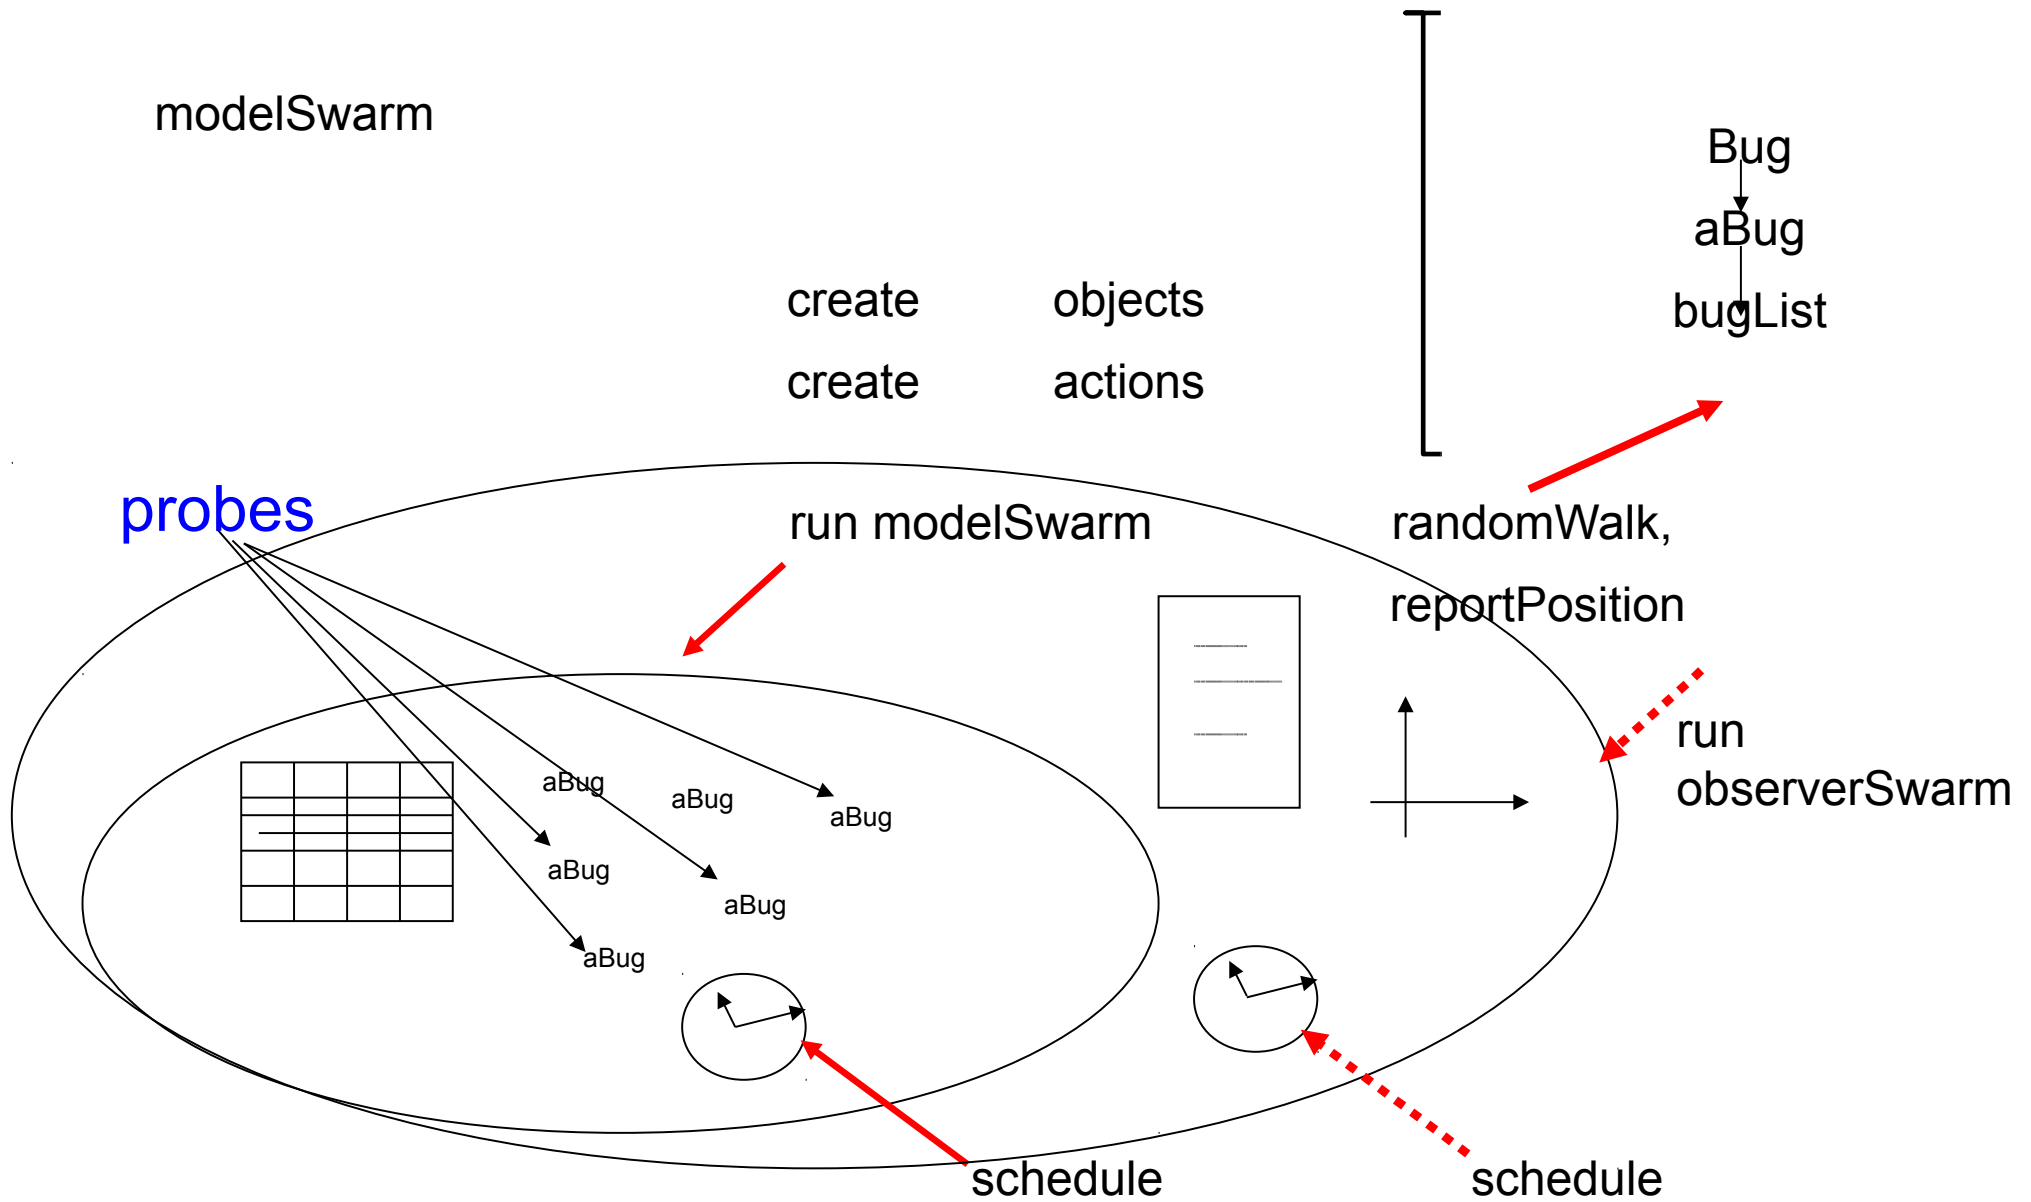 modelSwarm
Bug
aBug
bugList
create objects
create actions
probes
run modelSwarm
randomWalk,
reportPosition
run
observerSwarm
aBug
aBug
aBug
aBug
aBug
aBug
schedule
schedule